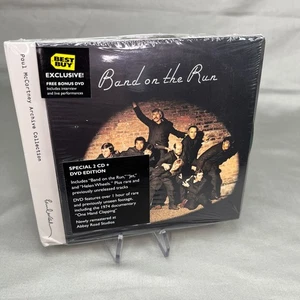 BEST
BUY
EXCLUSIVE!
FREE BONUS DVD
Includes interview
and live performances
Band on the Run
Paul McCartney Archive Collection
SPECIAL 2 CD +
DVD EDITION
Includes "Band on the Run," "Jet,"
and "Helen Wheels." Plus rare and
previously unreleased tracks
DVD features over 1 hour of rare
and previously unseen footage,
including the 1974 documentary
"One Hand Clapping"
Newly remastered at
Abbey Road Studios